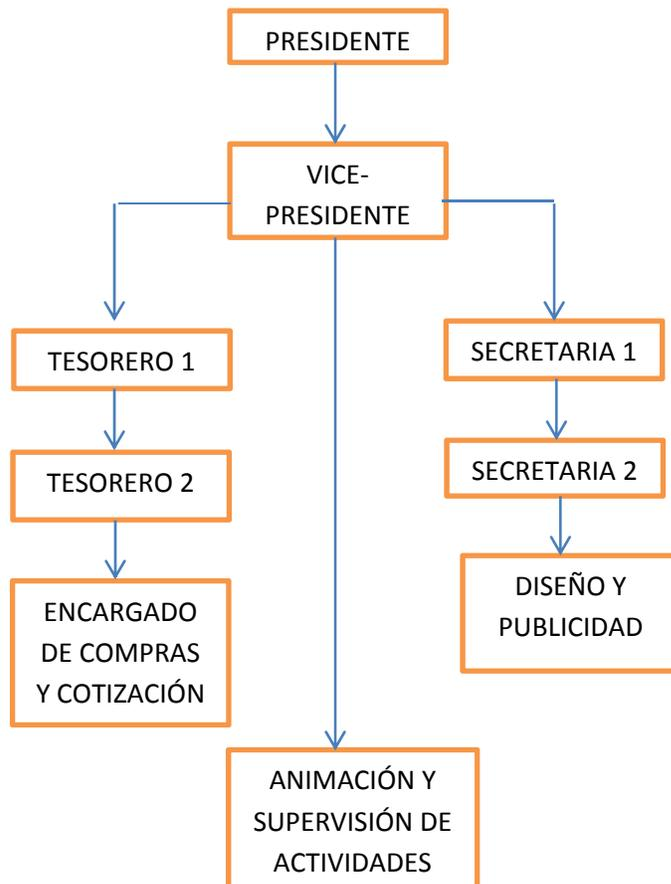 PRESIDENTE
VICE-
PRESIDENTE
TESORERO 1
SECRETARIA 1
TESORERO 2
SECRETARIA 2
ENCARGADO
DE COMPRAS
Y COTIZACIÓN
DISEÑO Y
PUBLICIDAD
ANIMACIÓN Y
SUPERVISIÓN DE
ACTIVIDADES